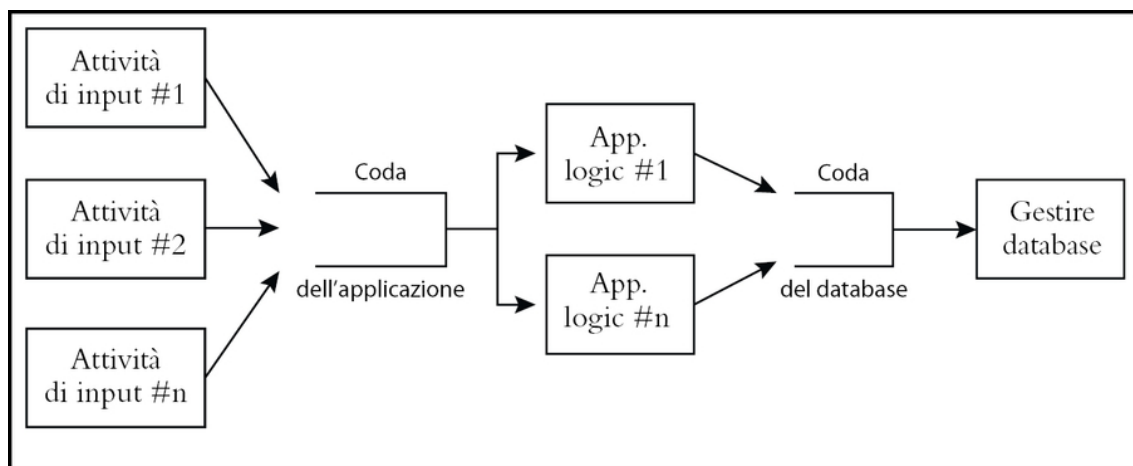 Attività
di input #1
Attività
di input #2
Attività
di input #n
Coda
dell'applicazione
App.
logic #1
App.
logic #n
Coda
del database
Gestire
database